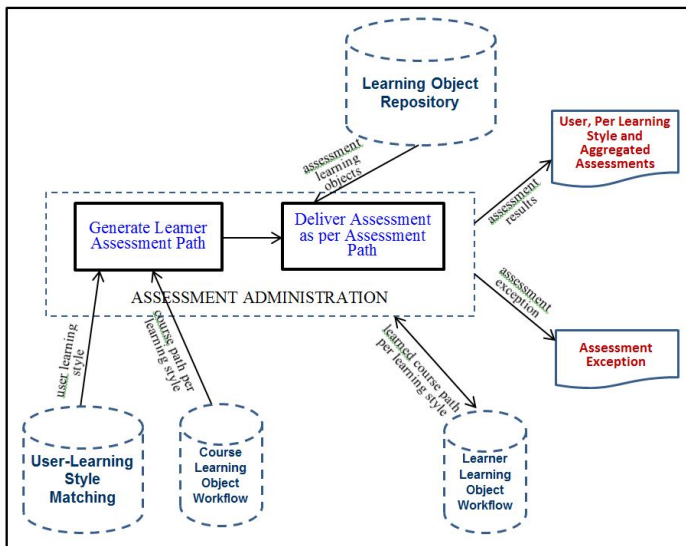 Learning Object
Repository
User, Per Learning
Style and
Aggregated
Assessments
assessment
learning
objects
assessment
results
Generate Learner
Assessment Path
Deliver Assessment
as per Assessment
Path
ASSESSMENT ADMINISTRATION
assessment
exception
user learning
style
course path per
learning style
learned course path
per learning style
Assessment
Exception
User-Learning
Style
Matching
Course
Learning
Object
Workflow
Learner
Learning
Object
Workflow